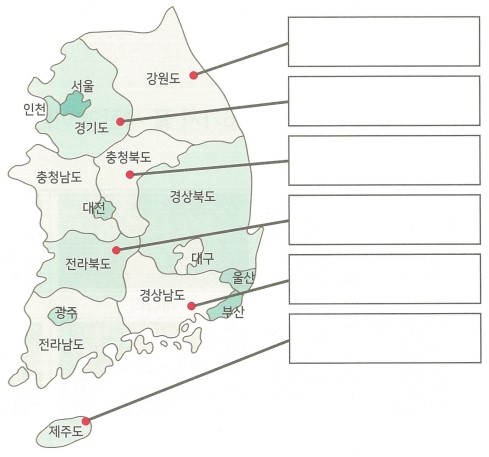 강원도
서울
인천
경기도
충청북도
충청남도
경상북도
대전
대구
전라북도
울산
경상남도
부산
광주
전라남도
제주도